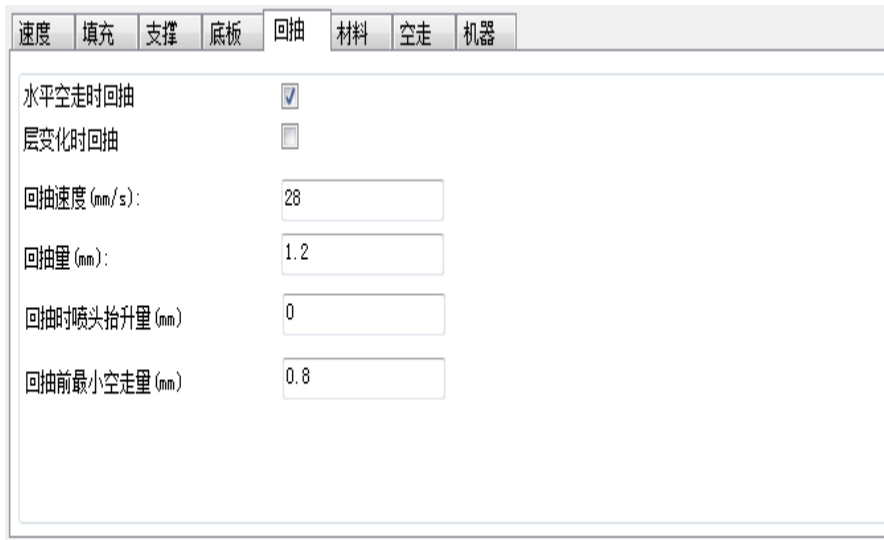 速度 填充 支撑 底板 回抽 材料 空走 机器
水平空走时回抽
层变化时回抽
回抽速度(mm/s): 28
回抽量(mm): 1.2
回抽时喷头抬升量(mm) 0
回抽前最小空走量(mm) 0.8